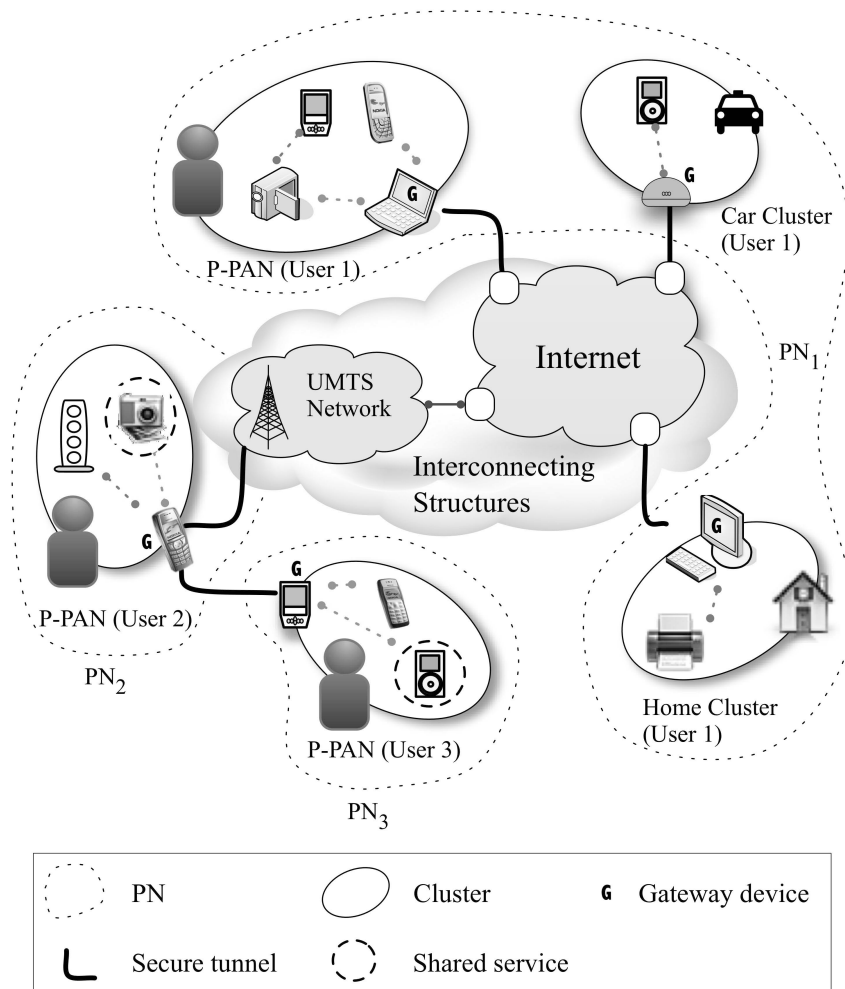 G
P-PAN (User 1)
G
Car Cluster
(User 1)
Internet
PN1
UMTS
Network
Interconnecting
Structures
G
P-PAN (User 2)
PN2
G
P-PAN (User 3)
PN3
G
Home Cluster
(User 1)
PN
Cluster
G Gateway device
Secure tunnel
Shared service